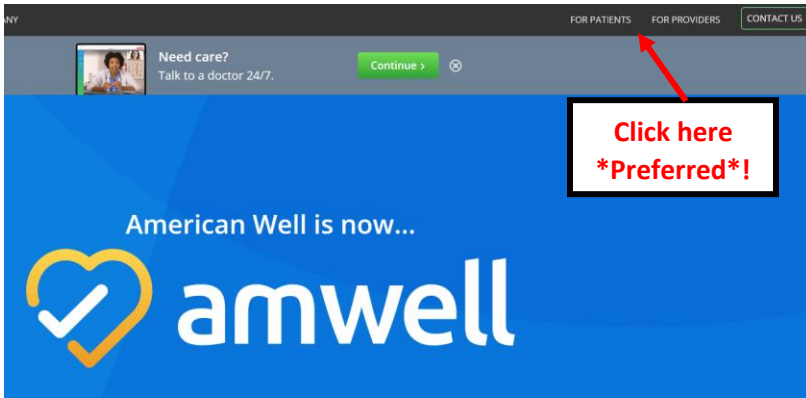 NY
FOR PATIENTS FOR PROVIDERS CONTACT US
Need care?
Talk to a doctor 24/7.
Continue ›
Click here
*Preferred*!
American Well is now...
amwell